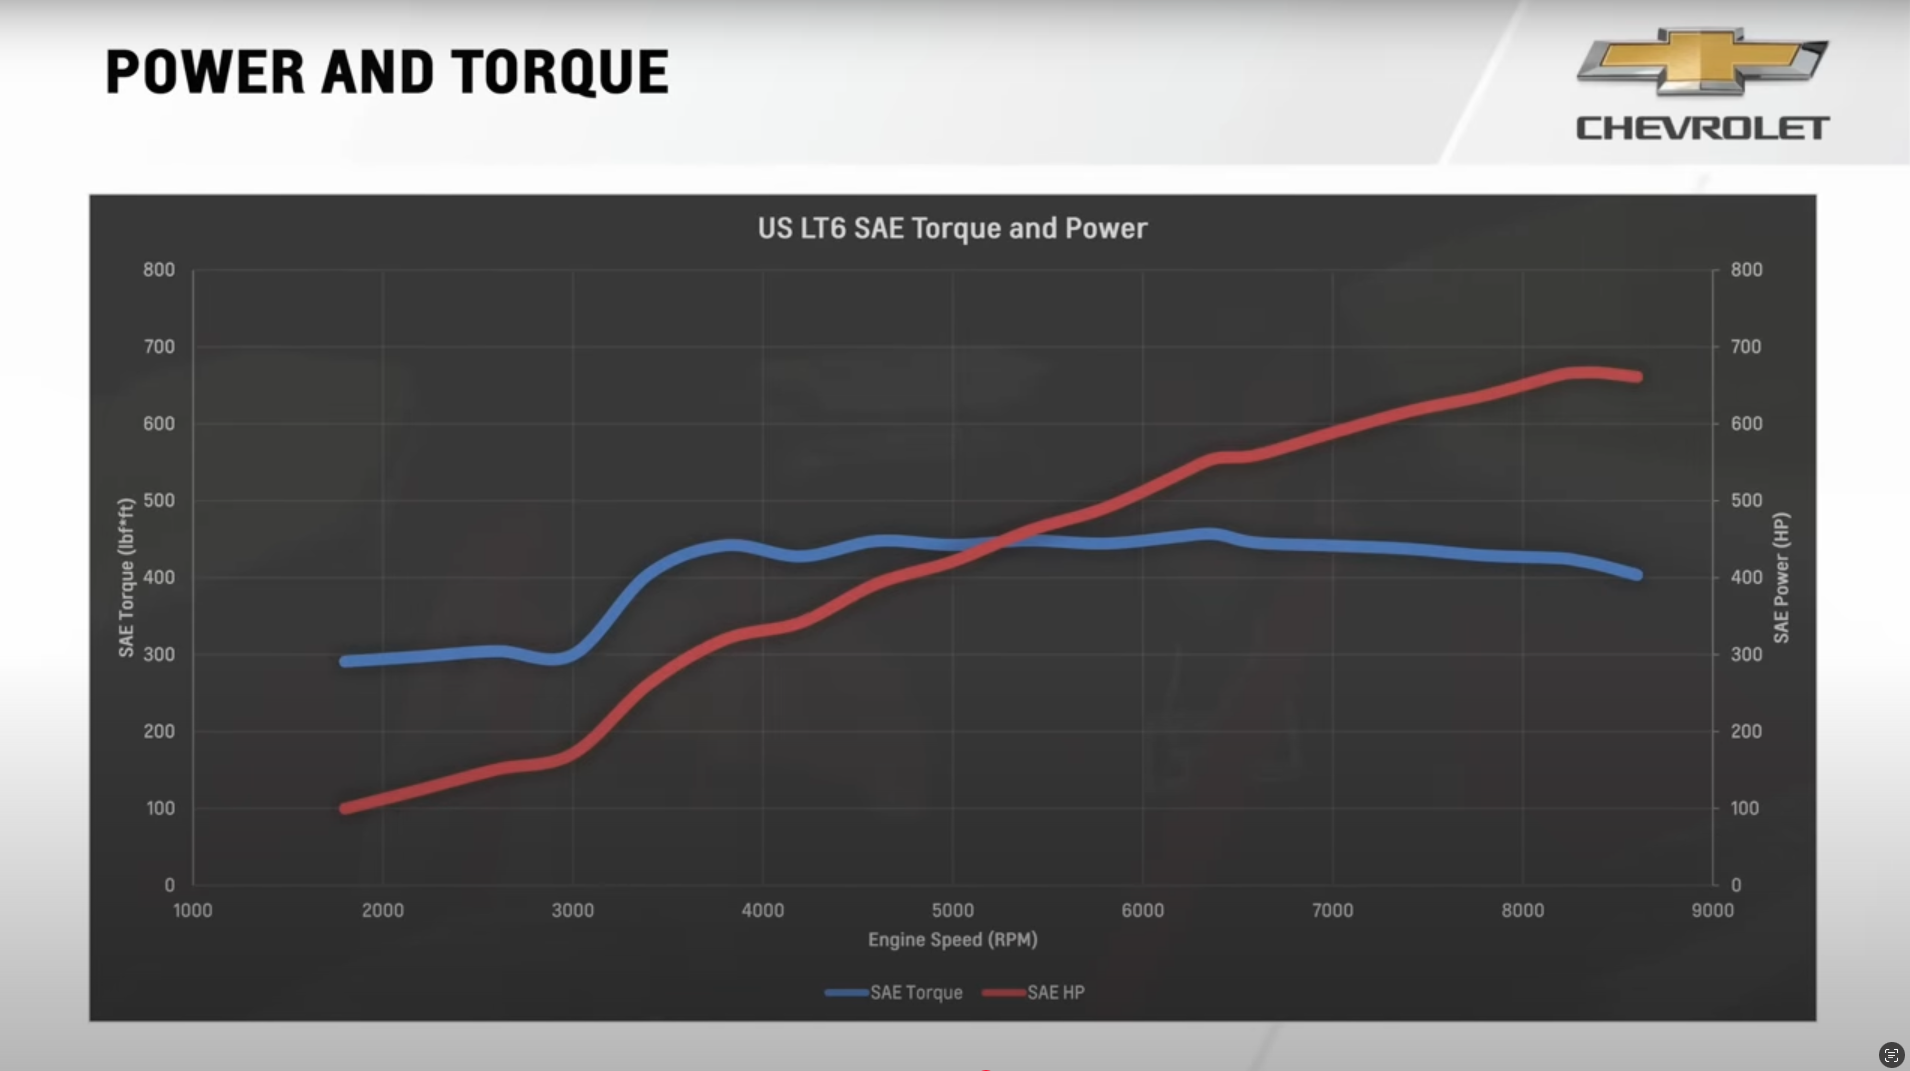 POWER AND TORQUE
CHEVROLET
US LT6 SAE Torque and Power
800
700
600
500
400
300
200
100
0
SAE Torque (lbf*ft)
800
700
600
500
400
300
200
100
0
SAE Power (HP)
1000 2000 3000 4000 5000 6000 7000 8000 9000
Engine Speed (RPM)
SAE Torque SAE HP